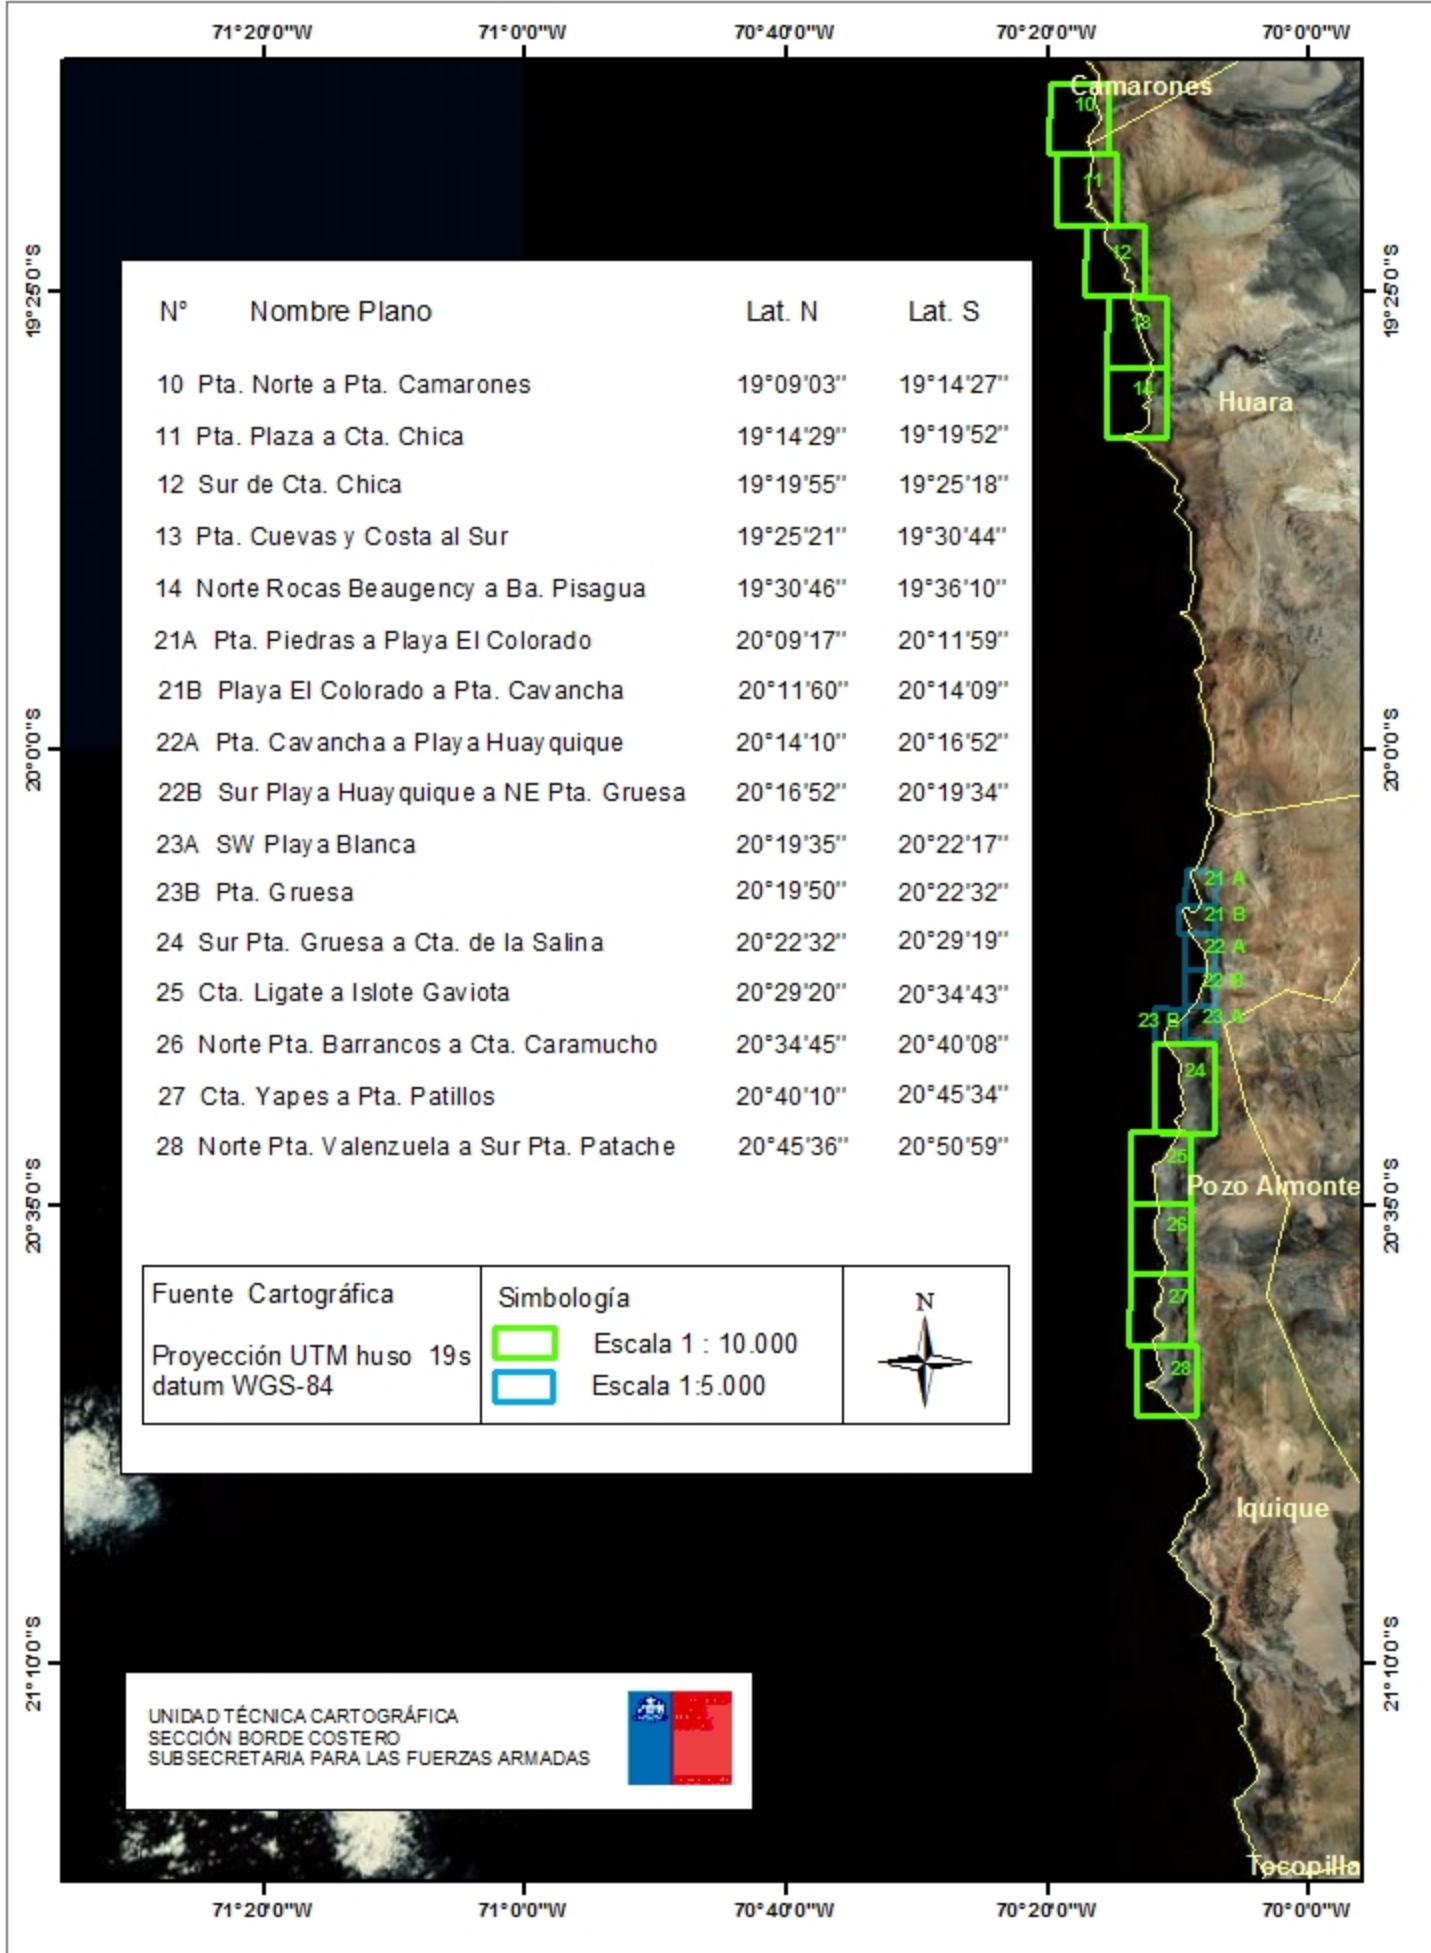 71°20'0"W 71°0'0"W 70°40'0"W 70°20'0"W 70°0'0"W
Camarones
10
11
12
19°25'0"S
19°25'0"S
13
14
Huara
N° Nombre Plano Lat. N Lat. S
10 Pta. Norte a Pta. Camarones 19°09'03" 19°14'27"
11 Pta. Plaza a Cta. Chica 19°14'29" 19°19'52"
12 Sur de Cta. Chica 19°19'55" 19°25'18"
13 Pta. Cuevas y Costa al Sur 19°25'21" 19°30'44"
14 Norte Rocas Beaugency a Ba. Pisagua 19°30'46" 19°36'10"
21A Pta. Piedras a Playa El Colorado 20°09'17" 20°11'59"
21B Playa El Colorado a Pta. Cavancha 20°11'60" 20°14'09"
22A Pta. Cavancha a Playa Huayquique 20°14'10" 20°16'52"
22B Sur Playa Huayquique a NE Pta. Gruesa 20°16'52" 20°19'34"
23A SW Playa Blanca 20°19'35" 20°22'17"
23B Pta. Gruesa 20°19'50" 20°22'32"
24 Sur Pta. Gruesa a Cta. de la Salina 20°22'32" 20°29'19"
25 Cta. Ligate a Islote Gaviota 20°29'20" 20°34'43"
26 Norte Pta. Barrancos a Cta. Caramucho 20°34'45" 20°40'08"
27 Cta. Yapes a Pta. Patillos 20°40'10" 20°45'34"
28 Norte Pta. Valenzuela a Sur Pta. Patache 20°45'36" 20°50'59"
20°0'0"S
20°0'0"S
21 A
21 B
22 A
22 B
23 B 23 A
24
25
Pozo Almonte
20°35'0"S
20°35'0"S
26
27
28
Fuente Cartográfica
Proyección UTM huso 19s
datum WGS-84
Simbología
Escala 1 : 10.000
Escala 1:5.000
N
Iquique
21°10'0"S
21°10'0"S
UNIDAD TÉCNICA CARTOGRÁFICA
SECCIÓN BORDE COSTERO
SUBSECRETARIA PARA LAS FUERZAS ARMADAS
Tocopilla
71°20'0"W 71°0'0"W 70°40'0"W 70°20'0"W 70°0'0"W